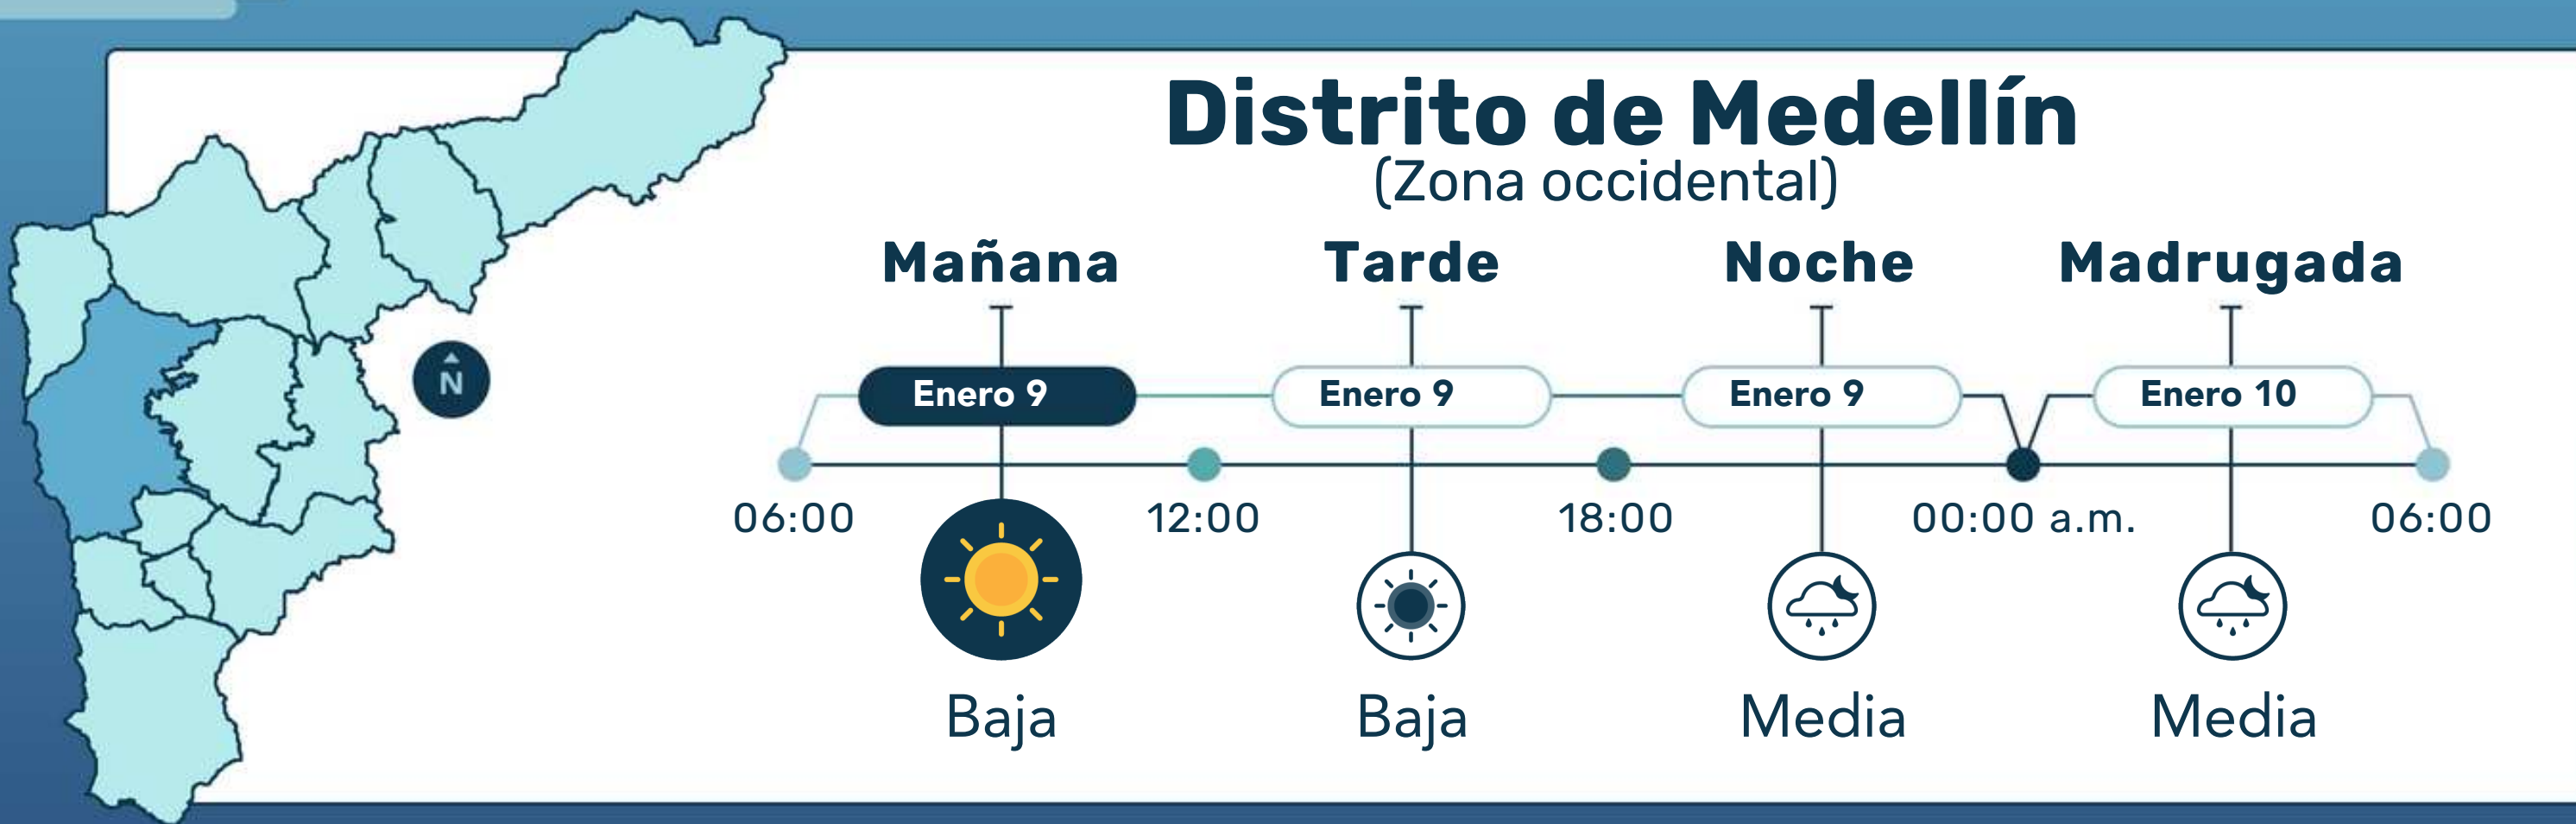 Distrito de Medellín
(Zona occidental)
Mañana Tarde Noche Madrugada
Enero 9 Enero 9 Enero 9 Enero 10
N
06:00 12:00 18:00 00:00 a.m. 06:00
Baja Baja Media Media